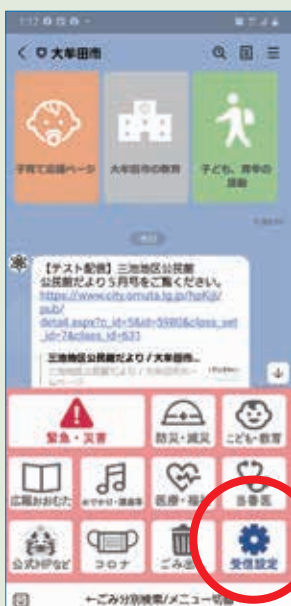 大牟田市
子育て応援ページ
大牟田市の教育
子ども、青年の
活動
今日
【テスト配信】三池地区公民館
公民館だより5月号をご覧ください。
https://www.city.omuta.lg.jp/hpKiji/
pub/
detail.aspx?c_id=5&id=5980&class_set
_id=7&class_id=631
三池地区公民館だより / 大牟田市...
緊急・災害
防災・減災
こども・教育
広報おおむた
おでかけ・講座等
医療・福祉
当番医
公式HPなど
コロナ
ごみ出
受信設定
←ごみ分別検索/メニュー切替